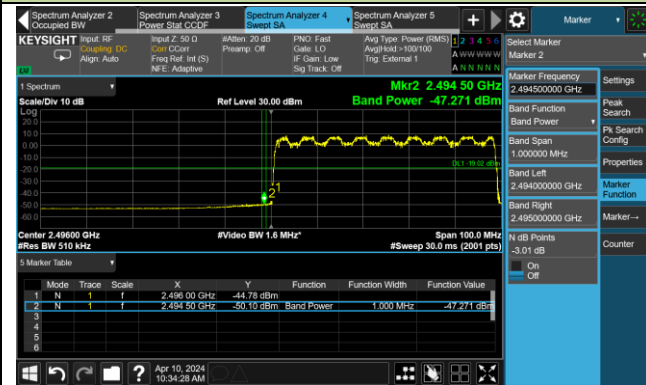 Spectrum Analyzer 2
Occupied BW
Spectrum Analyzer 3
Power Stat CCDF
Spectrum Analyzer 4
Swept SA
Spectrum Analyzer 5
Swept SA
+
Marker
KEYSIGHT
Input: RF
Coupling: DC
Align: Auto
Input Z: 50 Ω
Corr CCorr
Freq Ref: Int (S)
NFE: Adaptive
#Atten: 20 dB
Preamp: Off
PNO: Fast
Gate: LO
IF Gain: Low
Sig Track: Off
Avg Type: Power (RMS)
Avg|Hold:>100/100
Trig: External 1
1 2 3 4 5 6
A W W W W W
A N N N N N
Select Marker
Marker 2
1 Spectrum
Mkr2 2.494 50 GHz
Scale/Div 10 dB
Ref Level 30.00 dBm
Band Power -47.271 dBm
Log
20.0
10.0
0.00
-10.0
-20.0
-30.0
-40.0
-50.0
-60.0
DL1 -19.02 dBm
2
1
Center 2.49600 GHz
#Video BW 1.6 MHz*
Span 100.0 MHz
#Res BW 510 kHz
#Sweep 30.0 ms (2001 pts)
5 Marker Table
Mode Trace Scale X Y Function Function Width Function Value
1 N 1 f 2.496 00 GHz -44.78 dBm
2 N 1 f 2.494 50 GHz -50.10 dBm Band Power 1.000 MHz -47.271 dBm
3
4
5
6
Marker Frequency
2.494500000 GHz
Band Function
Band Power
Band Span
1.000000 MHz
Band Left
2.494000000 GHz
Band Right
2.495000000 GHz
N dB Points
-3.01 dB
On
Off
Settings
Peak
Search
Pk Search
Config
Properties
Marker
Function
Marker→
Counter
?
Apr 10, 2024
10:34:28 AM